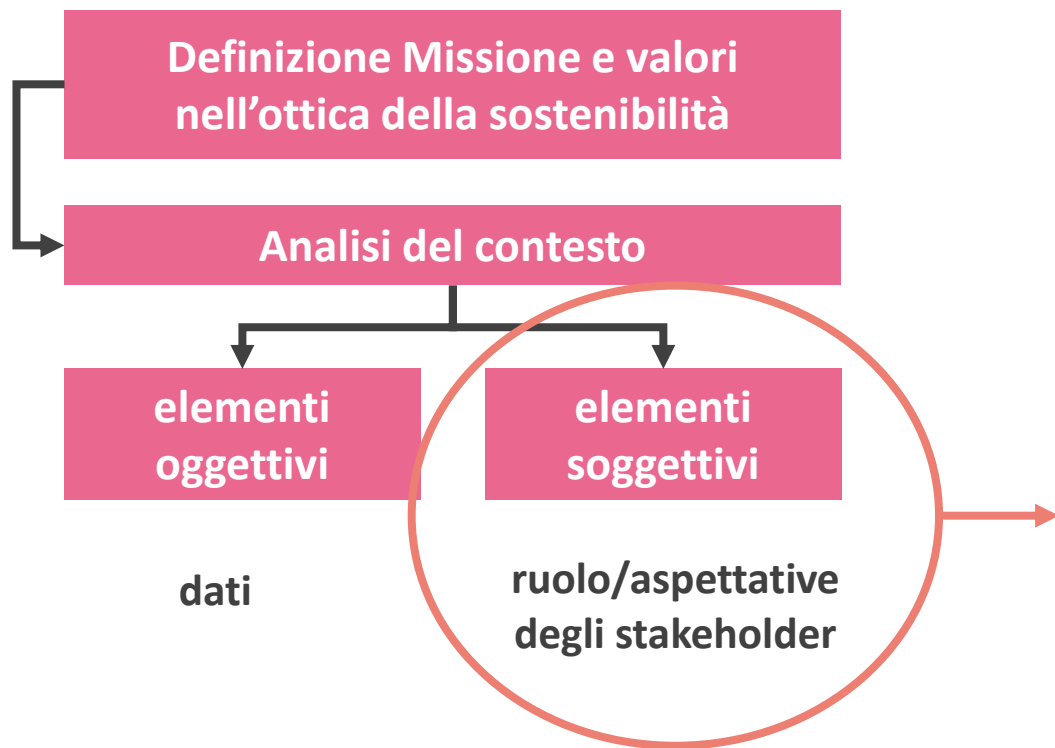 Definizione Missione e valori
nell’ottica della sostenibilità
Analisi del contesto
elementi
oggettivi
elementi
soggettivi
dati
ruolo/aspettative
degli stakeholder